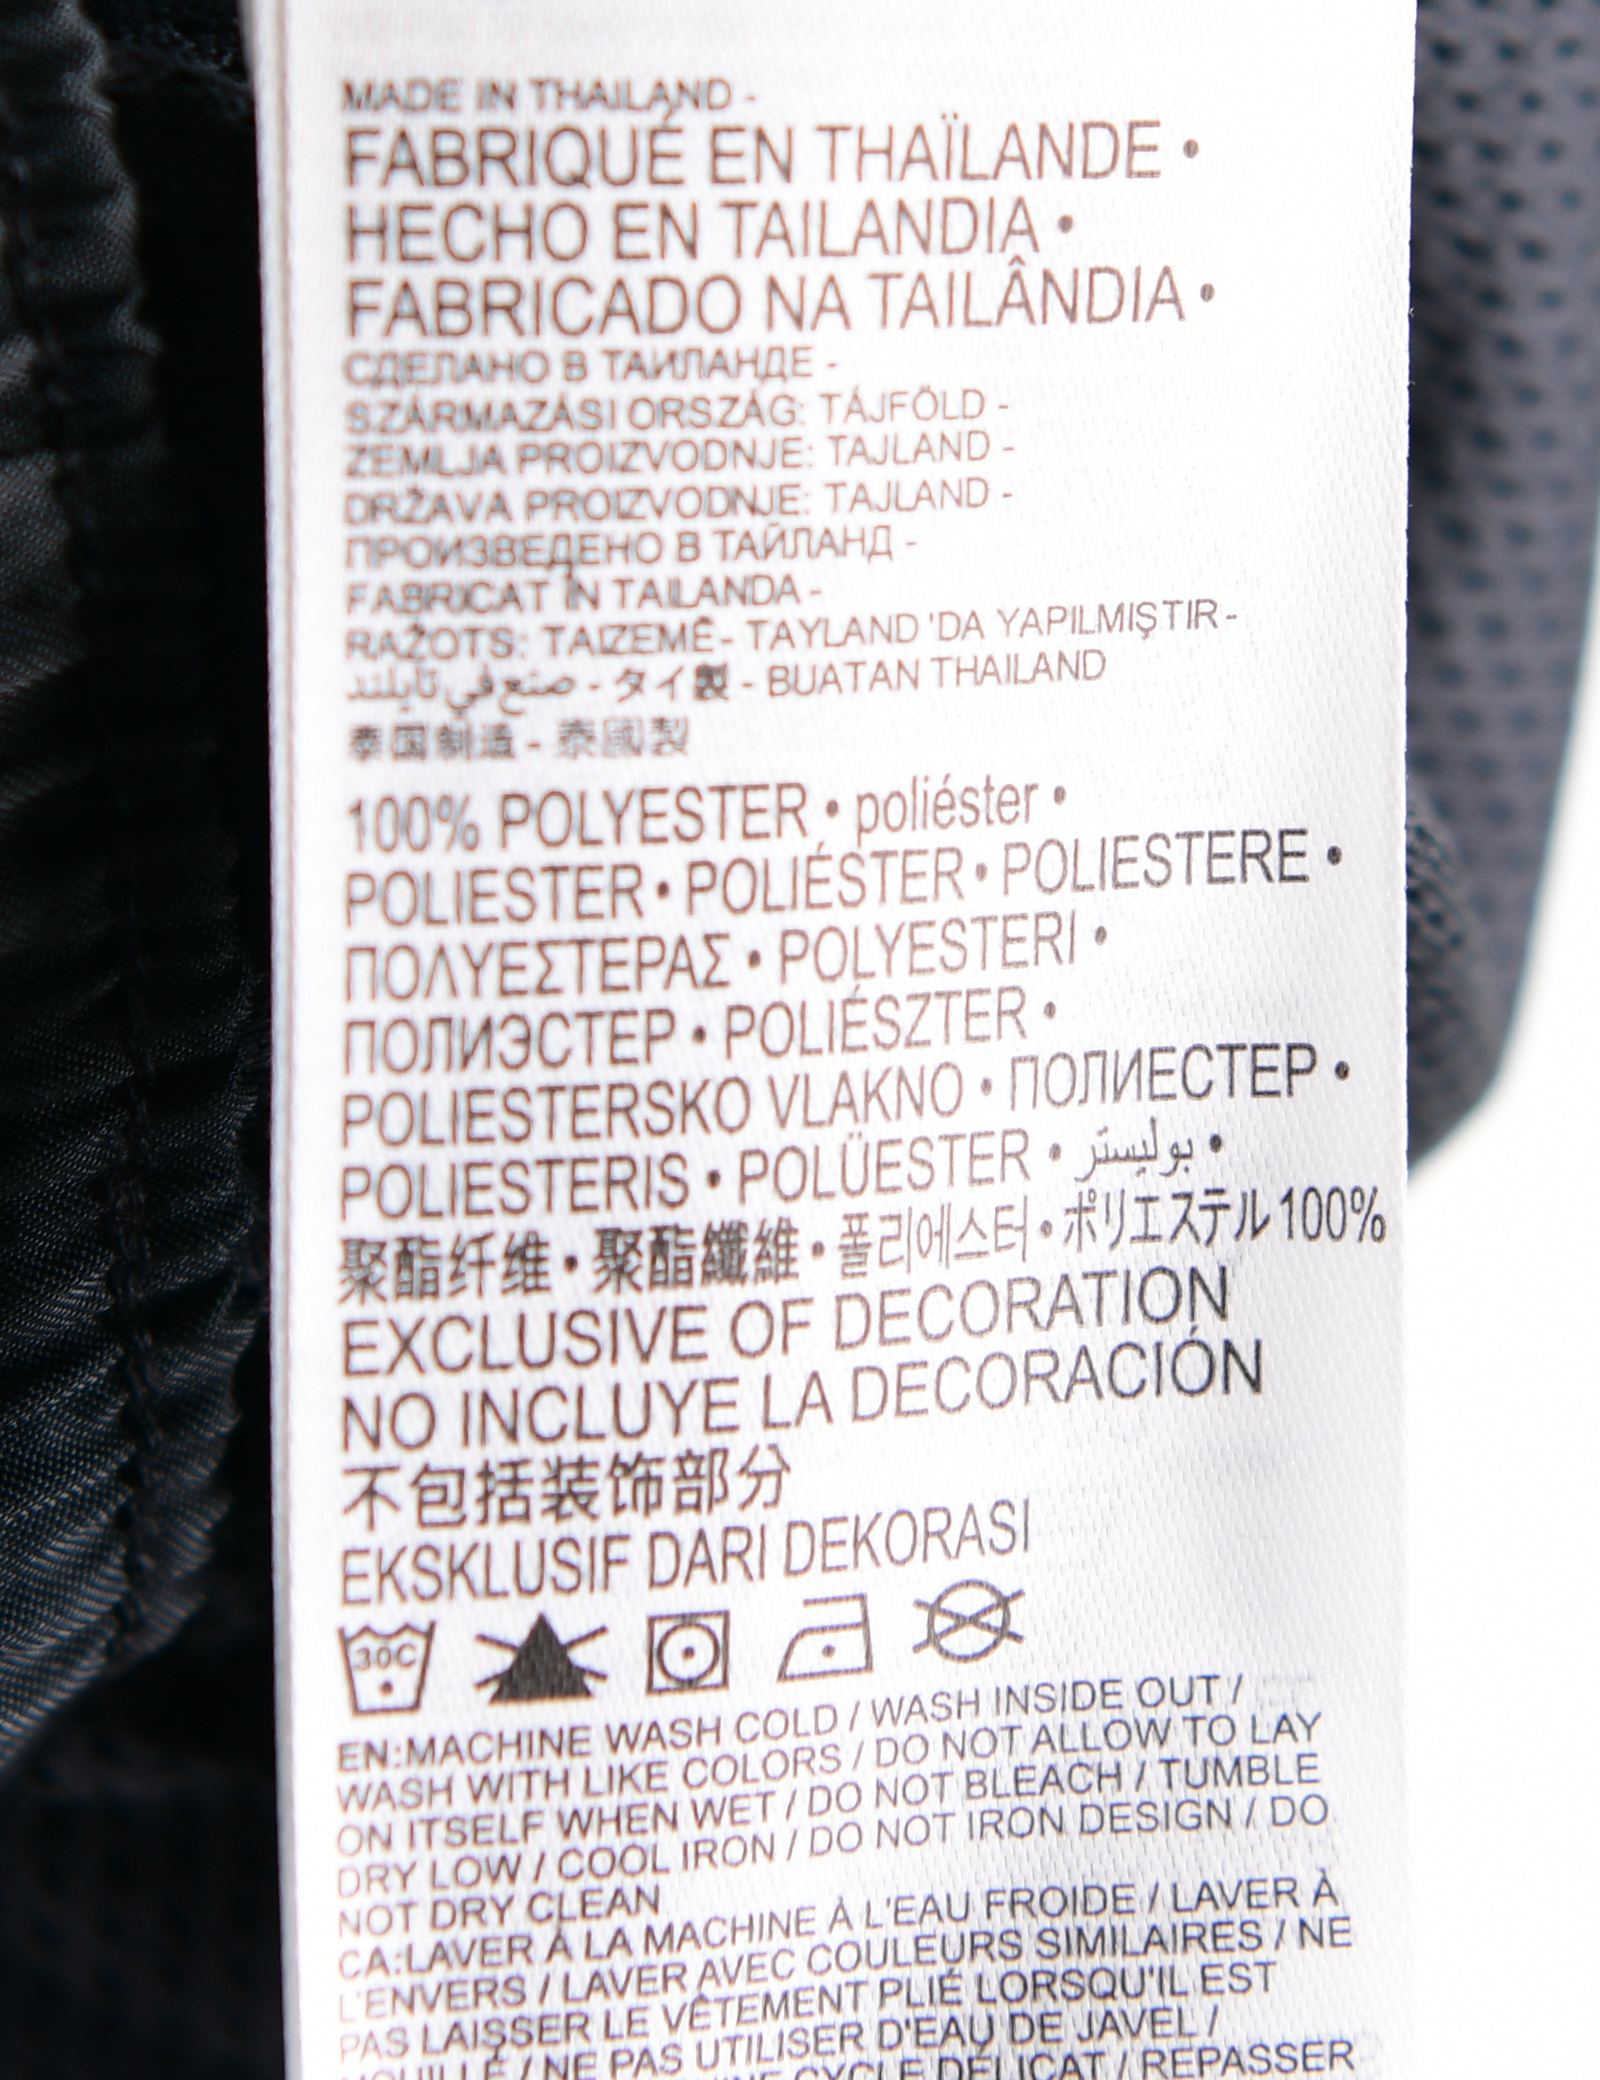 MADE IN THAILAND -
FABRIQUÉ EN THAÏLANDE •
HECHO EN TAILANDIA •
FABRICADO NA TAILÂNDIA •
СДЕЛАНО В ТАИЛАНДЕ -
SZÁRMAZÁSI ORSZÁG: TÁJFÖLD -
ZEMLJA PROIZVODNJE: TAJLAND -
DRŽAVA PROIZVODNJE: TAJLAND -
ПРОИЗВЕДЕНО В ТАЙЛАНД -
FABRICAT ÎN TAILANDA -
RAŽOTS: TAIZEMĒ- TAYLAND 'DA YAPILMIŞTIR -
صنع في تايلند - タイ製 - BUATAN THAILAND
泰国制造 - 泰國製
100% POLYESTER • poliéster •
POLIESTER • POLIÉSTER • POLIESTERE •
ΠΟΛΥΕΣΤΕΡΑΣ • POLYESTERI •
ПОЛИЭСТЕР • POLIÉSZTER •
POLIESTERSKO VLAKNO • ПОЛИЕСТЕР •
POLIESTERIS • POLÜESTER • بوليستر •
聚酯纤维 • 聚酯纖維 • 폴리에스터 • ポリエステル 100%
EXCLUSIVE OF DECORATION
NO INCLUYE LA DECORACIÓN
不包括装饰部分
EKSKLUSIF DARI DEKORASI
30C
EN:MACHINE WASH COLD / WASH INSIDE OUT /
WASH WITH LIKE COLORS / DO NOT ALLOW TO LAY
ON ITSELF WHEN WET / DO NOT BLEACH / TUMBLE
DRY LOW / COOL IRON / DO NOT IRON DESIGN / DO
NOT DRY CLEAN
CA:LAVER À LA MACHINE À L'EAU FROIDE / LAVER À
L'ENVERS / LAVER AVEC COULEURS SIMILAIRES / NE
PAS LAISSER LE VÊTEMENT PLIÉ LORSQU'IL EST
MOUILLÉ / NE PAS UTILISER D'EAU DE JAVEL /
CYCLE DÉLICAT / REPASSER